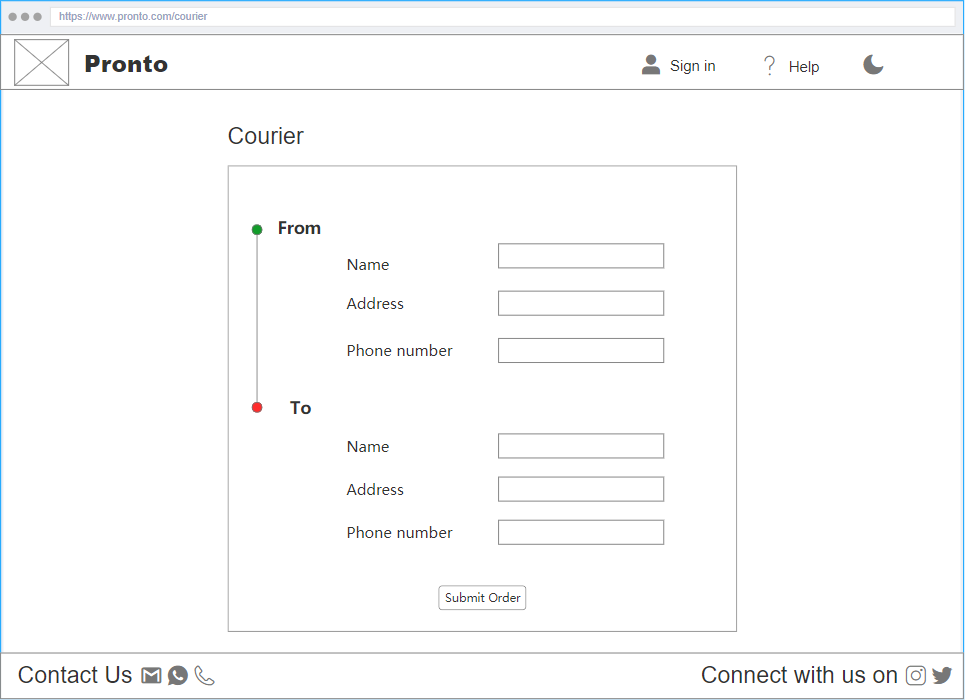 https://www.pronto.com/courier
Pronto
Sign in
Help
Courier
From
Name
Address
Phone number
To
Name
Address
Phone number
Submit Order
Contact Us
Connect with us on